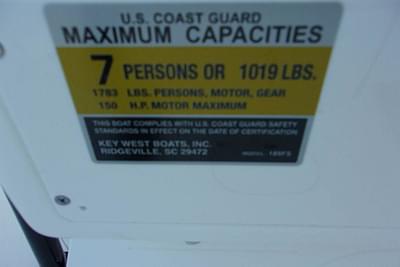 U.S. COAST GUARD
MAXIMUM CAPACITIES
7 PERSONS OR 1019 LBS.
1783 LBS. PERSONS, MOTOR, GEAR
150 H.P. MOTOR MAXIMUM
THIS BOAT COMPLIES WITH U.S. COAST GUARD SAFETY
STANDARDS IN EFFECT ON THE DATE OF CERTIFICATION
KEY WEST BOATS, INC.
RIDGEVILLE, SC 29472 MODEL: 189FS